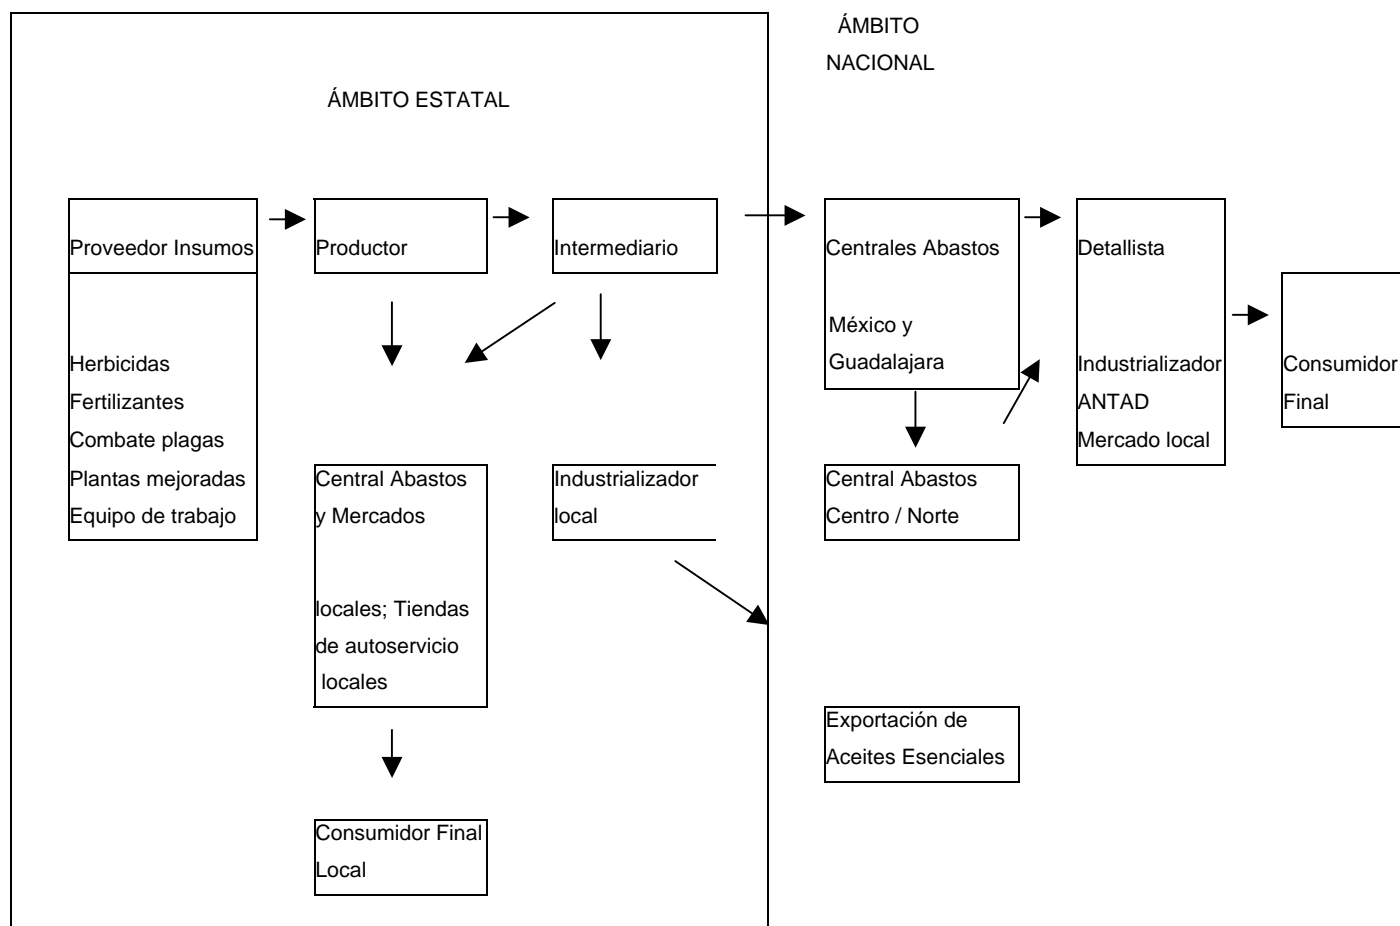 ÁMBITO
NACIONAL
ÁMBITO ESTATAL
Proveedor Insumos
Herbicidas
Fertilizantes
Combate plagas
Plantas mejoradas
Equipo de trabajo
Productor
Intermediario
Central Abastos
y Mercados
locales; Tiendas
de autoservicio
locales
Industrializador
local
Consumidor Final
Local
Centrales Abastos
México y
Guadalajara
Central Abastos
Centro / Norte
Exportación de
Aceites Esenciales
Detallista
Industrializador
ANTAD
Mercado local
Consumidor
Final